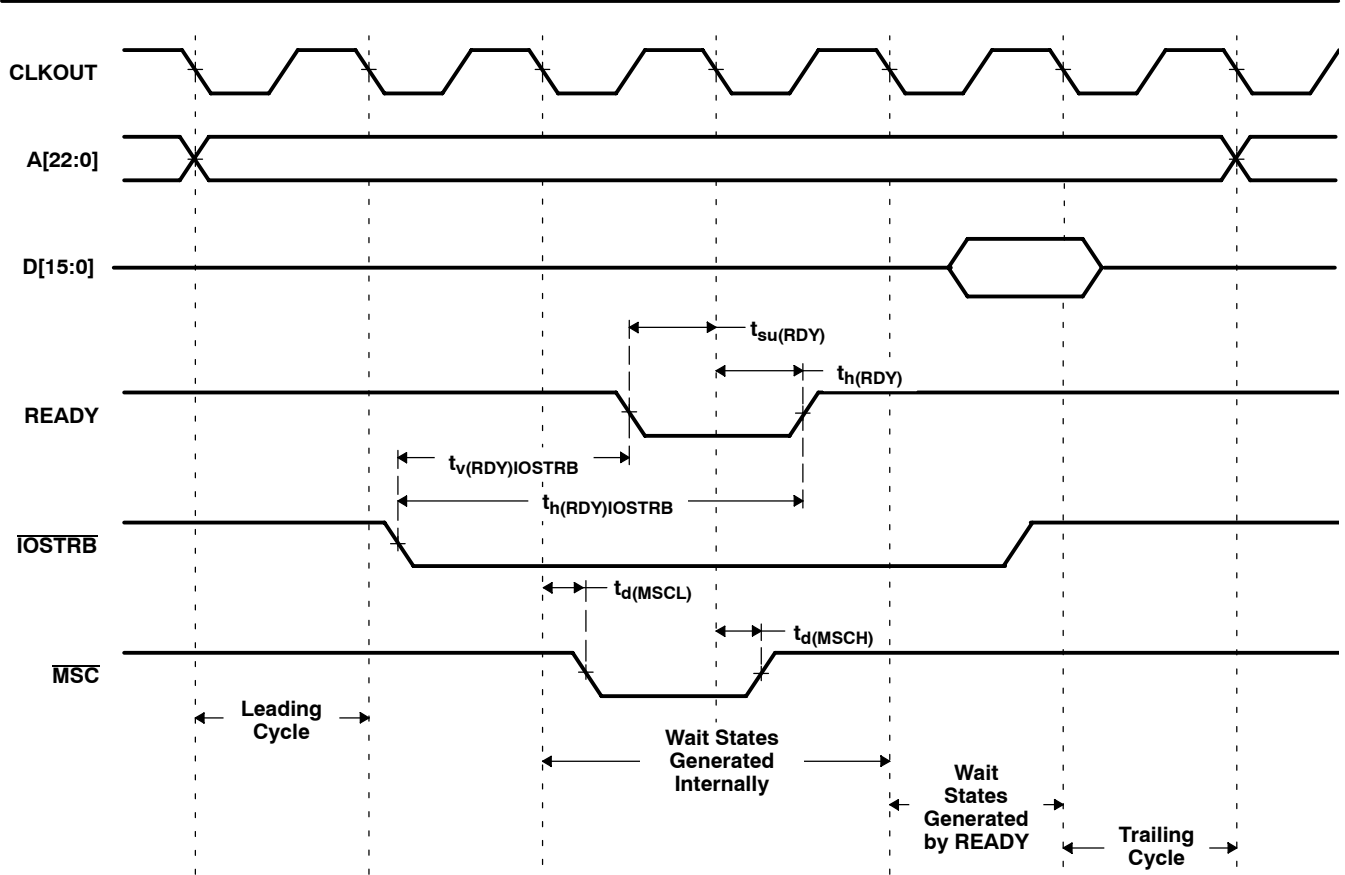 CLKOUT
A[22:0]
D[15:0]
tsu(RDY)
th(RDY)
READY
tv(RDY)IOSTRB
th(RDY)IOSTRB
IOSTRB
td(MSCL)
td(MSCH)
MSC
Leading
Cycle
Wait States
Generated
Internally
Wait
States
Generated
by READY
Trailing
Cycle